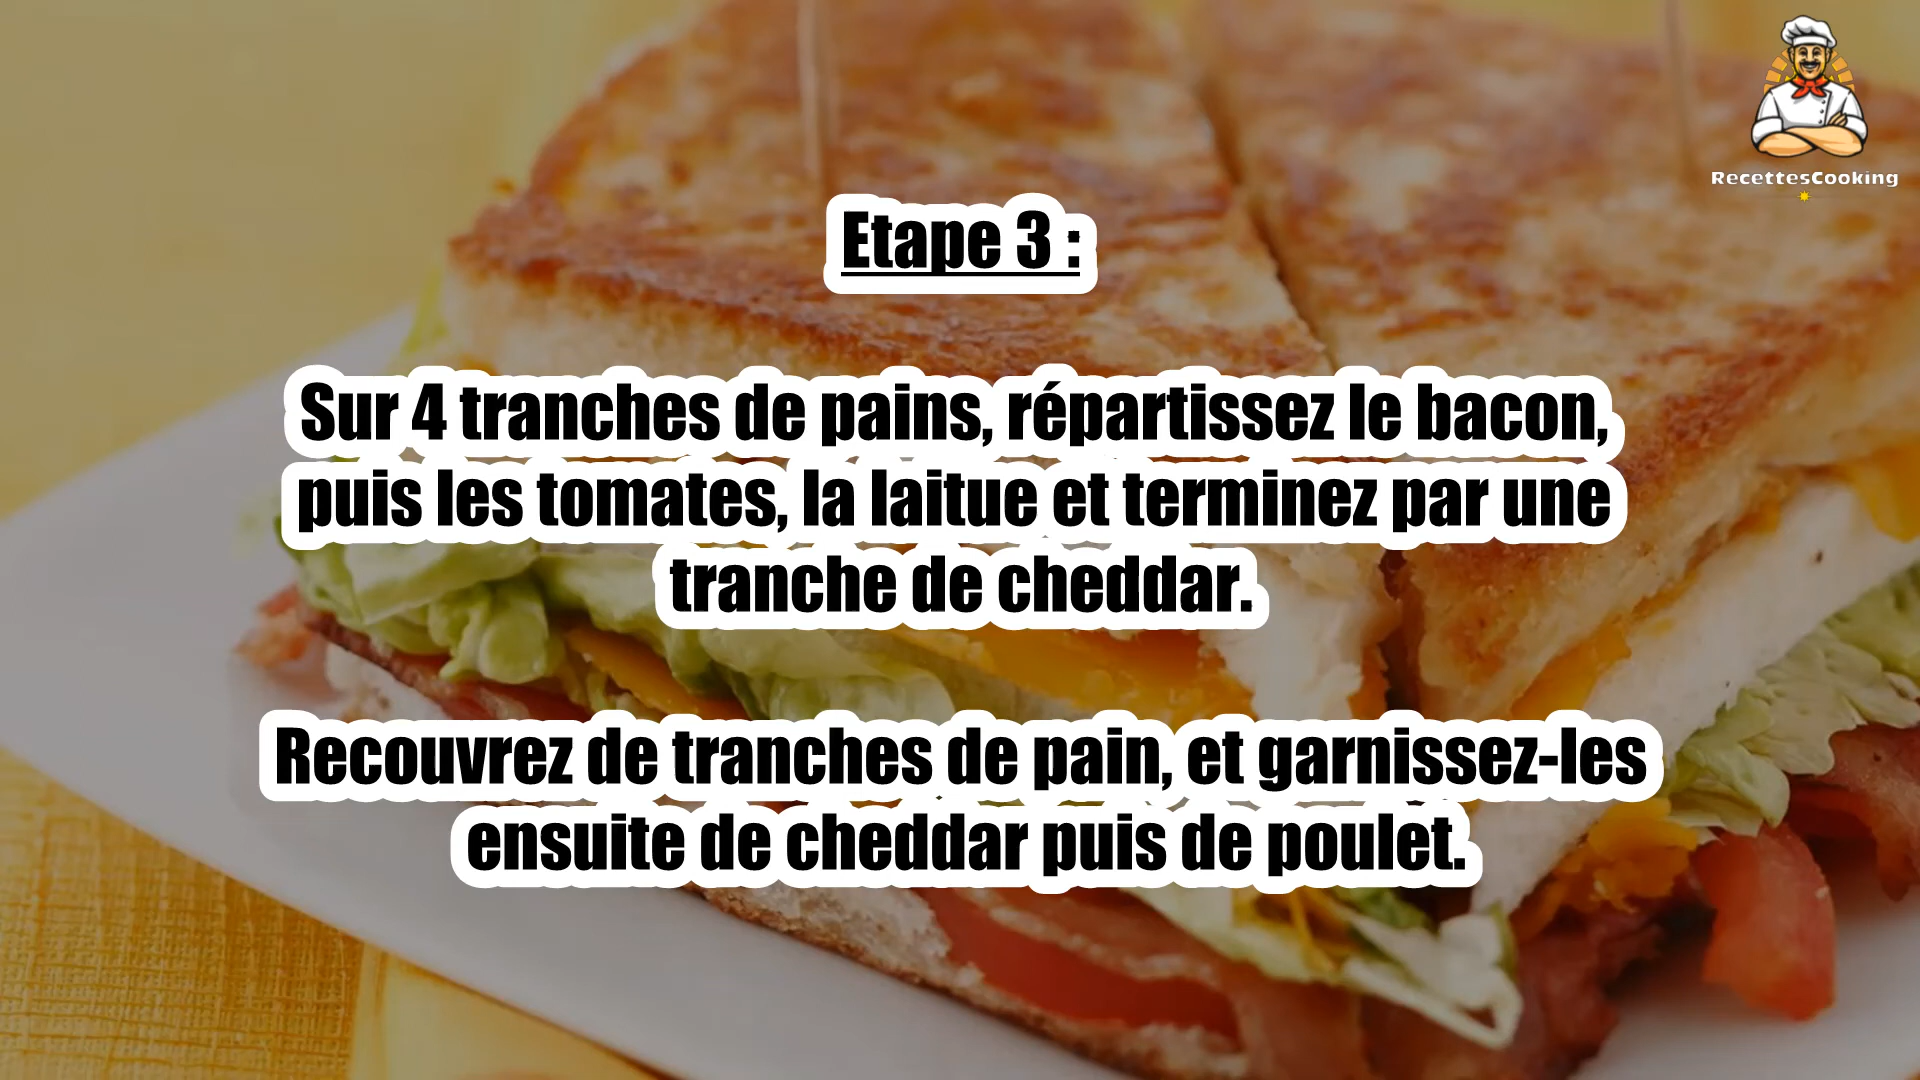 RecettesCooking
Etape 3 :
Sur 4 tranches de pains, répartissez le bacon,
puis les tomates, la laitue et terminez par une
tranche de cheddar.
Recouvrez de tranches de pain, et garnissez-les
ensuite de cheddar puis de poulet.